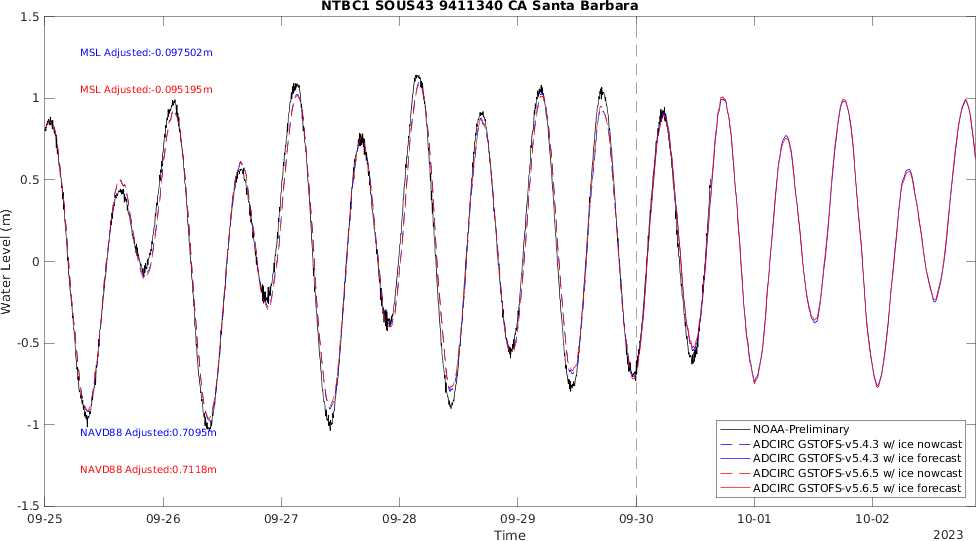 NTBC1 SOUS43 9411340 CA Santa Barbara
1.5
1
0.5
0
-0.5
-1
-1.5
Water Level (m)
MSL Adjusted:-0.097502m
MSL Adjusted:-0.095195m
NAVD88 Adjusted:0.7095m
NAVD88 Adjusted:0.7118m
NOAA-Preliminary
ADCIRC GSTOFS-v5.4.3 w/ ice nowcast
ADCIRC GSTOFS-v5.4.3 w/ ice forecast
ADCIRC GSTOFS-v5.6.5 w/ ice nowcast
ADCIRC GSTOFS-v5.6.5 w/ ice forecast
09-25 09-26 09-27 09-28 09-29 09-30 10-01 10-02
Time
2023